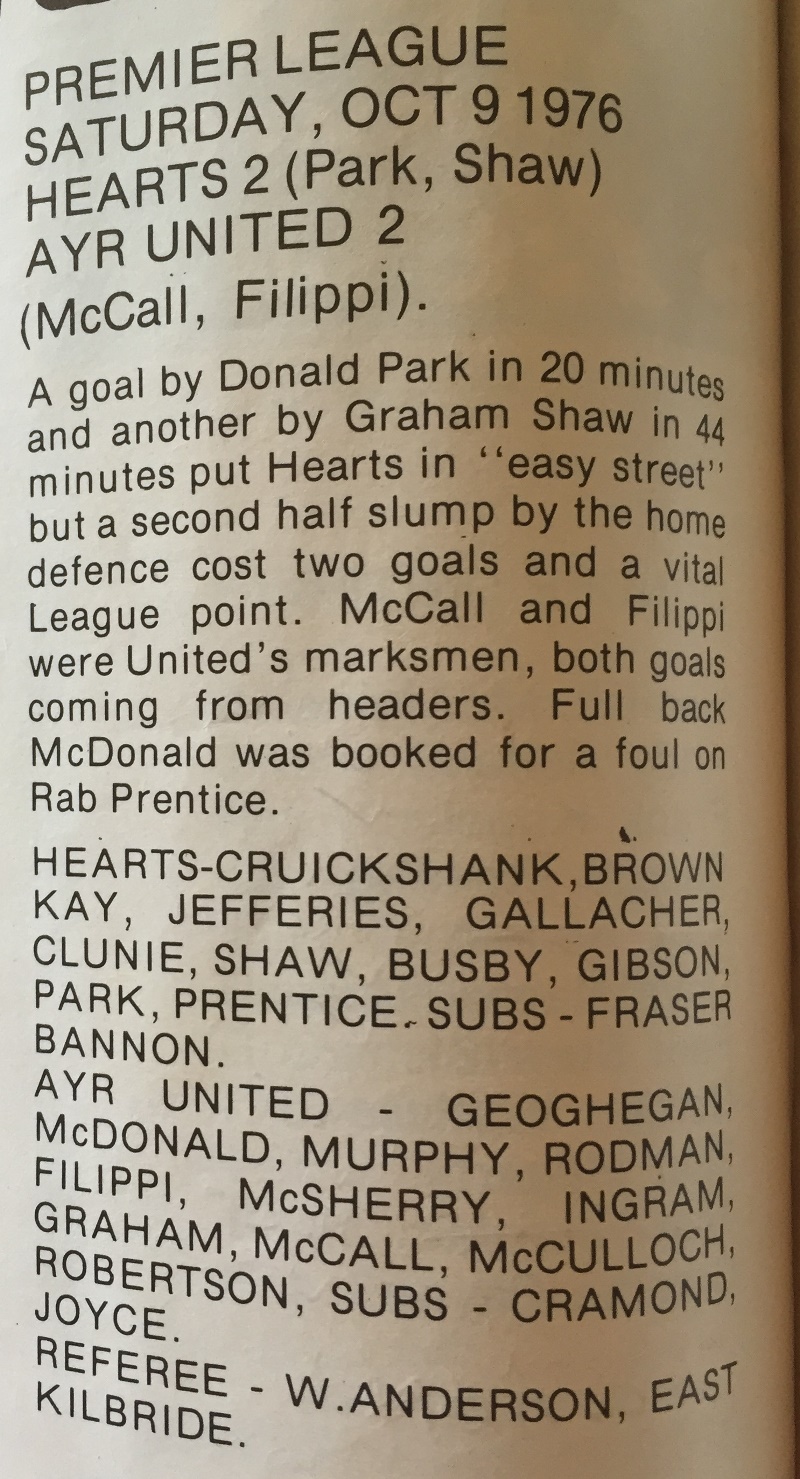 PREMIER LEAGUE
SATURDAY, OCT 9 1976
HEARTS 2 (Park, Shaw)
AYR UNITED 2
(McCall, Filippi).
A goal by Donald Park in 20 minutes
and another by Graham Shaw in 44
minutes put Hearts in ‘‘easy street’’
but a second half slump by the home
defence cost two goals and a vital
League point. McCall and Filippi
were United's marksmen, both goals
coming from headers. Full back
McDonald was booked for a foul on
Rab Prentice.
HEARTS-CRUICKSHANK,BROWN
KAY, JEFFERIES, GALLACHER,
CLUNIE, SHAW, BUSBY, GIBSON,
PARK, PRENTICE. SUBS - FRASER
BANNON.
AYR UNITED - GEOGHEGAN,
McDONALD, MURPHY, RODMAN,
FILIPPI, McSHERRY, INGRAM,
GRAHAM, McCALL, McCULLOCH,
ROBERTSON, SUBS - CRAMOND,
JOYCE.
REFEREE - W.ANDERSON, EAST
KILBRIDE.